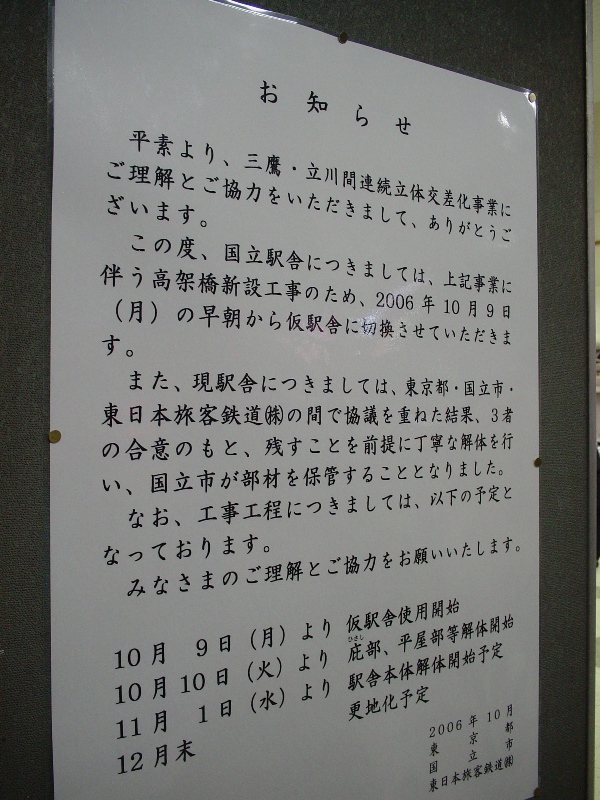 お知らせ
平素より、三鷹・立川間連続立体交差化事業に
ご理解とご協力をいただきまして、ありがとうご
ざいます。
この度、国立駅舎につきましては、上記事業に
伴う高架橋新設工事のため、2006年10月9日
（月）の早朝から仮駅舎に切換させていただきま
す。
また、現駅舎につきましては、東京都・国立市・
東日本旅客鉄道㈱の間で協議を重ねた結果、3者
の合意のもと、残すことを前提に丁寧な解体を行
い、国立市が部材を保管することとなりました。
なお、工事工程につきましては、以下の予定と
なっております。
みなさまのご理解とご協力をお願いいたします。
10月 9日（月）より 仮駅舎使用開始
ひさし
10月10日（火）より 庇部、平屋部等解体開始
11月 1日（水）より 駅舎本体解体開始予定
12月末 更地化予定
2006年10月
東京都
国立市
東日本旅客鉄道㈱